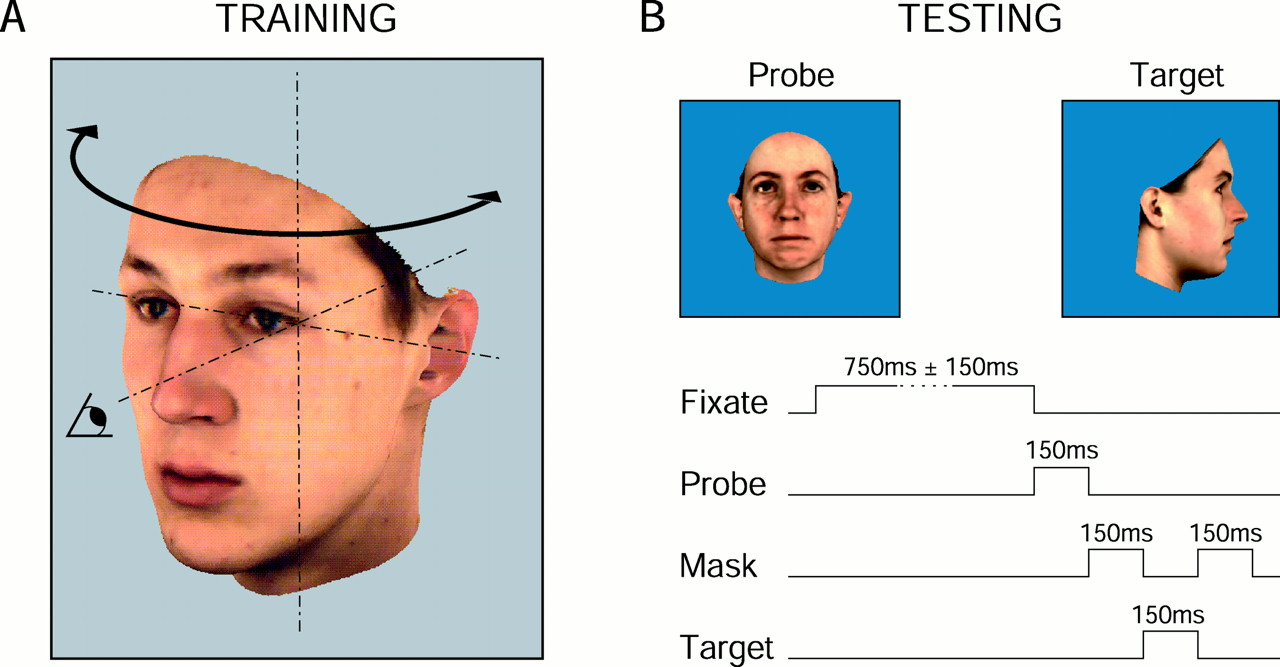 A
TRAINING
B
TESTING
Probe
Target
750ms ± 150ms
Fixate
150ms
Probe
150ms
150ms
Mask
150ms
Target